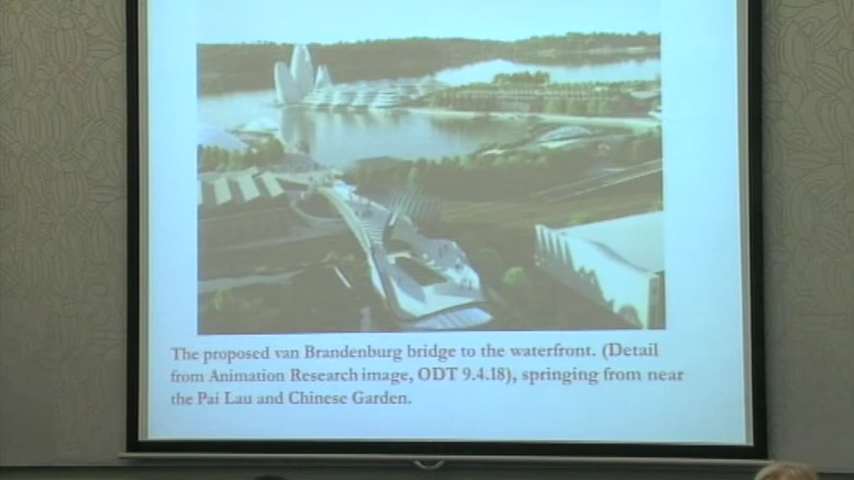 The proposed van Brandenburg bridge to the waterfront. (Detail
from Animation Research image, ODT 9.4.18), springing from near
the Pai Lau and Chinese Garden.